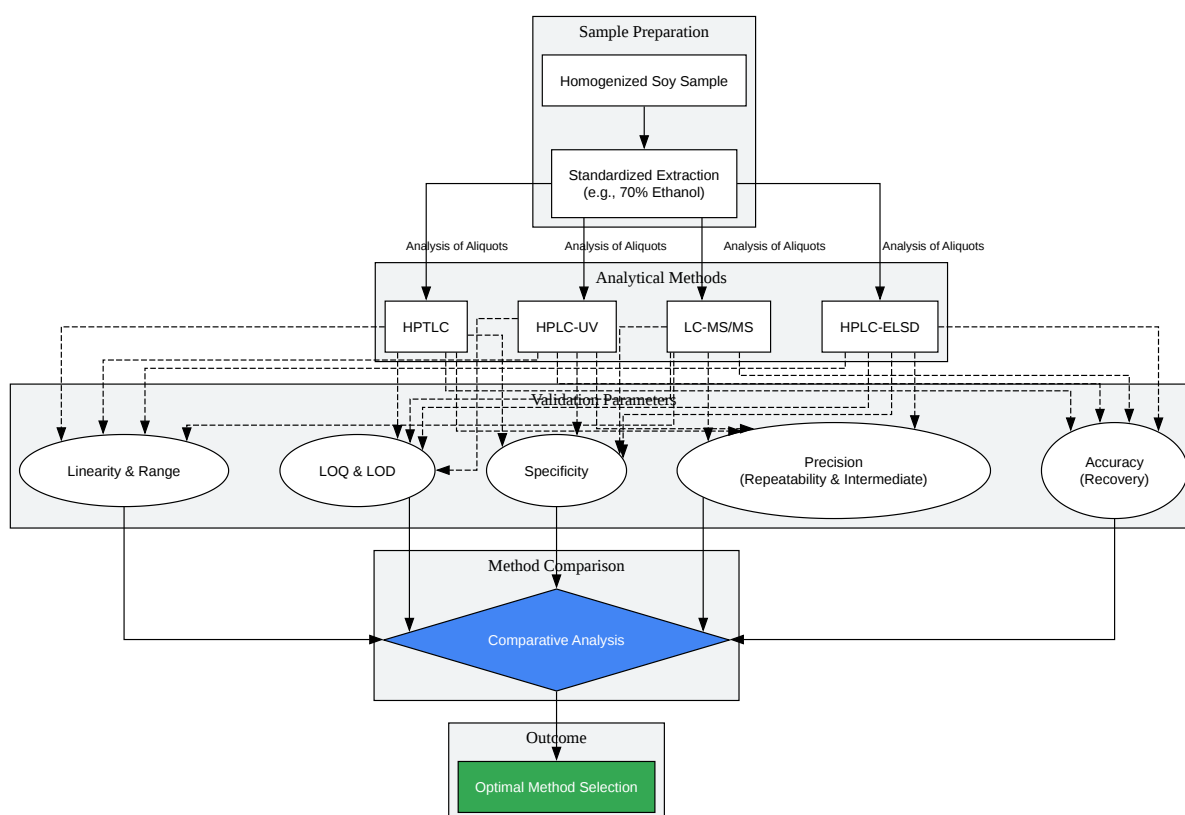 Sample Preparation
Homogenized Soy Sample
Standardized Extraction
(e.g., 70% Ethanol)
Analysis of Aliquots
Analysis of Aliquots
Analysis of Aliquots
Analysis of Aliquots
Analytical Methods
HPTLC
HPLC-UV
LC-MS/MS
HPLC-ELSD
Validation Parameters
Linearity & Range
LOQ & LOD
Specificity
Precision
(Repeatability & Intermediate)
Accuracy
(Recovery)
Method Comparison
Comparative Analysis
Outcome
Optimal Method Selection